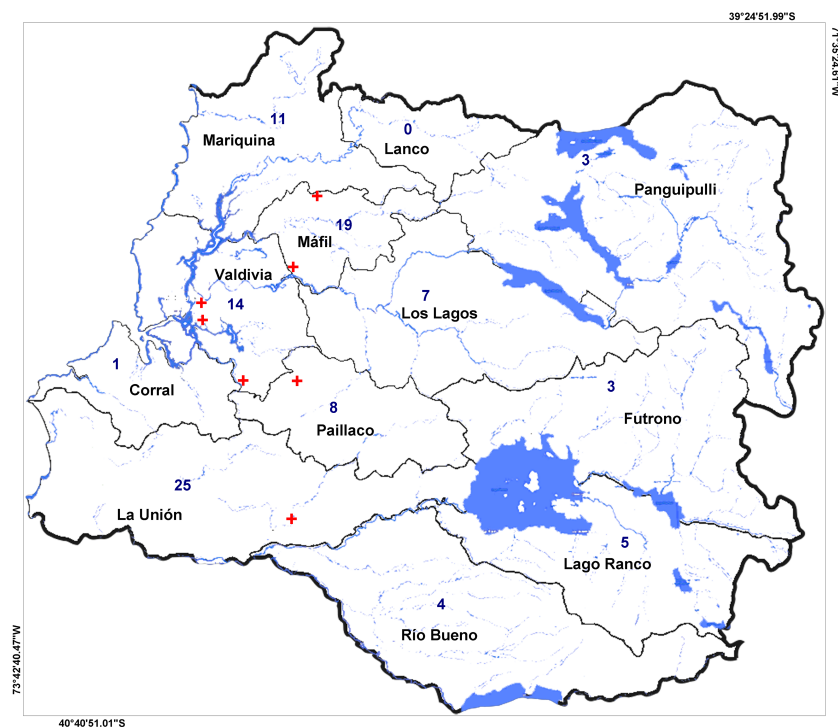 39°24'51.99"S
71°35'24.61"W
11
Mariquina
0
Lanco
3
Panguipulli
19
Máfil
Valdivia
14
7
Los Lagos
1
Corral
3
Futrono
8
Paillaco
25
La Unión
5
Lago Ranco
4
Río Bueno
73°42'40.47"W
40°40'51.01"S